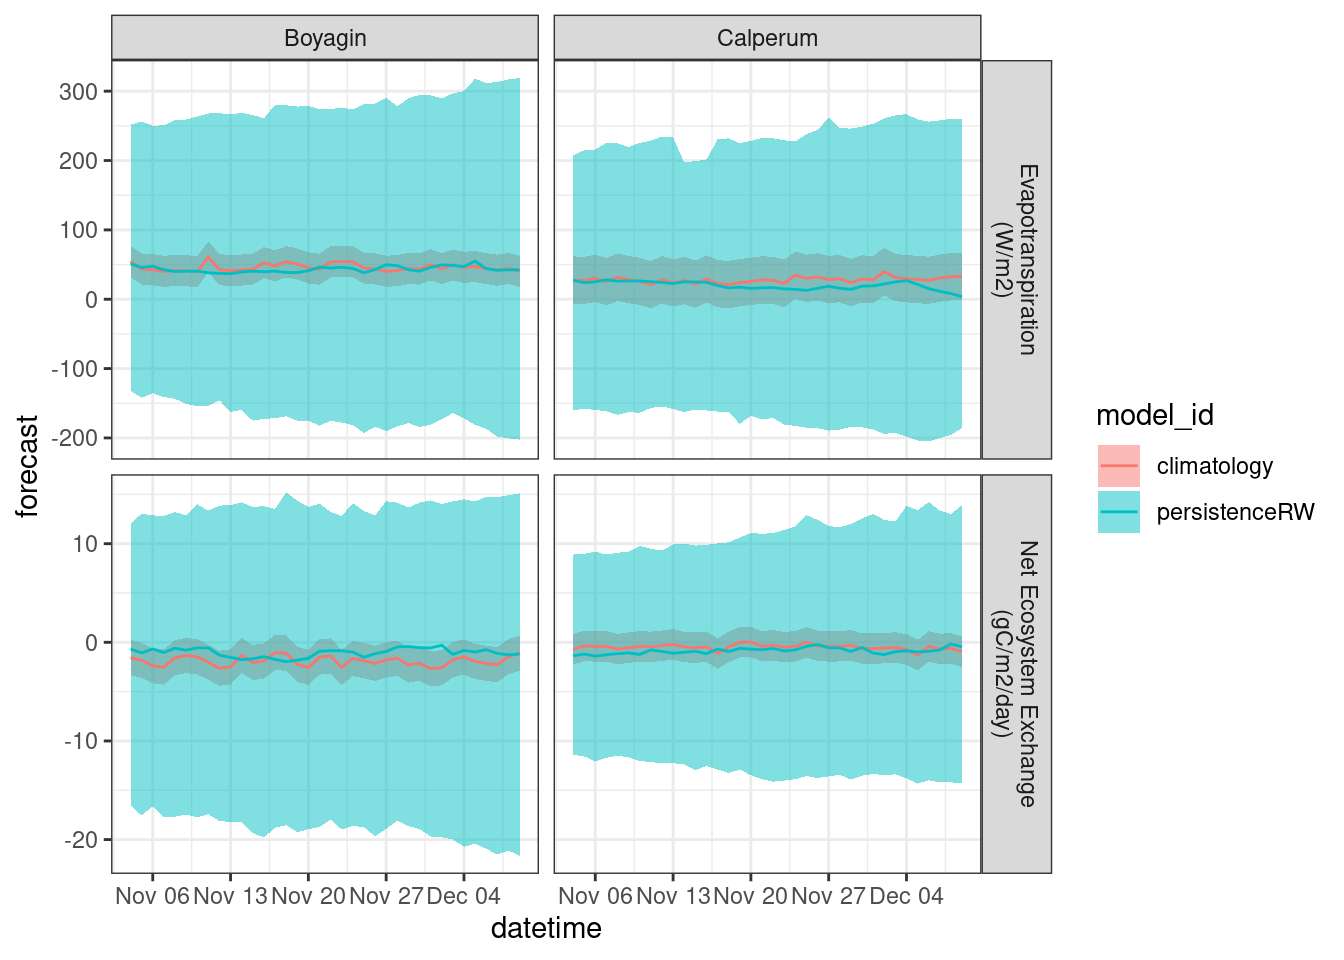 Boyagin
Calperum
300
200
100
0
-100
-200
Evapotranspiration
(W/m2)
10
0
-10
-20
Net Ecosystem Exchange
(gC/m2/day)
Nov 06 Nov 13 Nov 20 Nov 27 Dec 04
Nov 06 Nov 13 Nov 20 Nov 27 Dec 04
datetime
forecast
model_id
climatology
persistenceRW